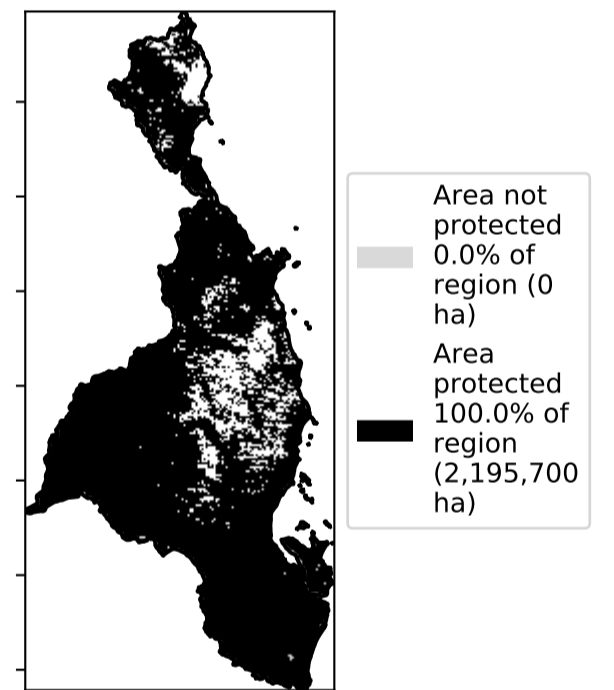 Area not
protected
0.0% of
region (0
ha)
Area
protected
100.0% of
region
(2,195,700
ha)